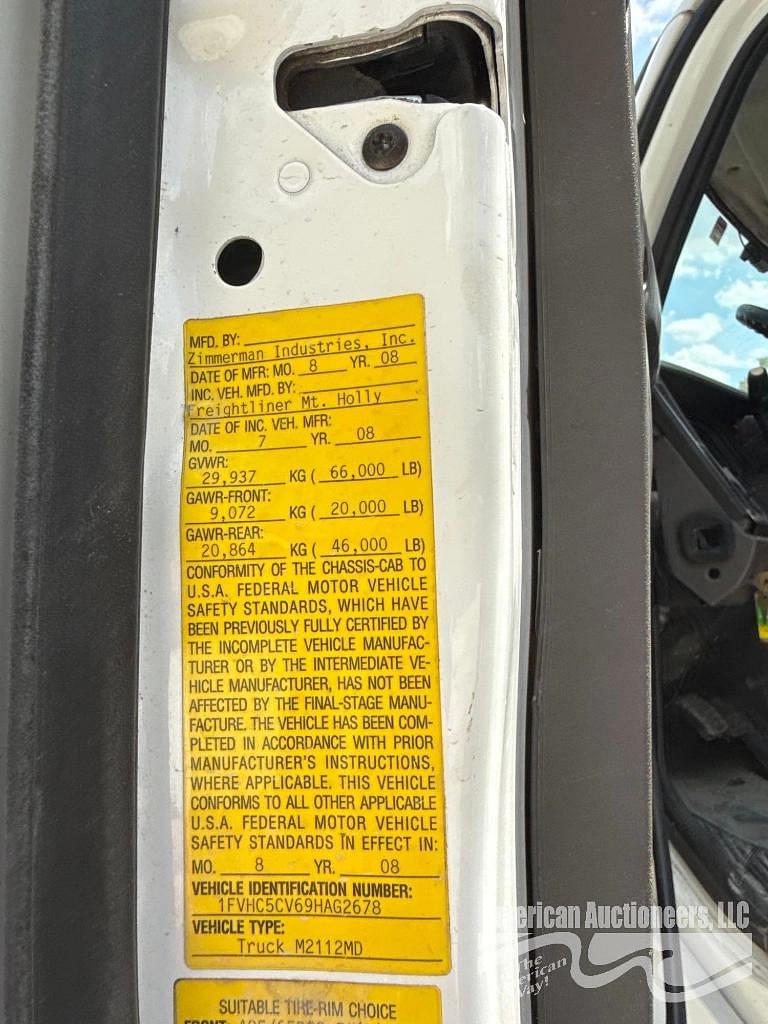 MFD. BY:
Zimmerman Industries, Inc.
DATE OF MFR: MO. 8 YR. 08
INC. VEH. MFD. BY:
Freightliner Mt. Holly
DATE OF INC. VEH. MFR:
MO. 7 YR. 08
GVWR:
29,937 KG ( 66,000 LB)
GAWR-FRONT:
9,072 KG ( 20,000 LB)
GAWR-REAR:
20,864 KG ( 46,000 LB)
CONFORMITY OF THE CHASSIS-CAB TO
U.S.A. FEDERAL MOTOR VEHICLE
SAFETY STANDARDS, WHICH HAVE
BEEN PREVIOUSLY FULLY CERTIFIED BY
THE INCOMPLETE VEHICLE MANUFAC-
TURER OR BY THE INTERMEDIATE VE-
HICLE MANUFACTURER, HAS NOT BEEN
AFFECTED BY THE FINAL-STAGE MANU-
FACTURE. THE VEHICLE HAS BEEN COM-
PLETED IN ACCORDANCE WITH PRIOR
MANUFACTURER'S INSTRUCTIONS,
WHERE APPLICABLE. THIS VEHICLE
CONFORMS TO ALL OTHER APPLICABLE
U.S.A. FEDERAL MOTOR VEHICLE
SAFETY STANDARDS IN EFFECT IN:
MO. 8 YR. 08
VEHICLE IDENTIFICATION NUMBER:
1FVHC5CV69HAG2678
VEHICLE TYPE:
Truck M2112MD
SUITABLE TIRE-RIM CHOICE
American Auctioneers, LLC
The
American
Way!